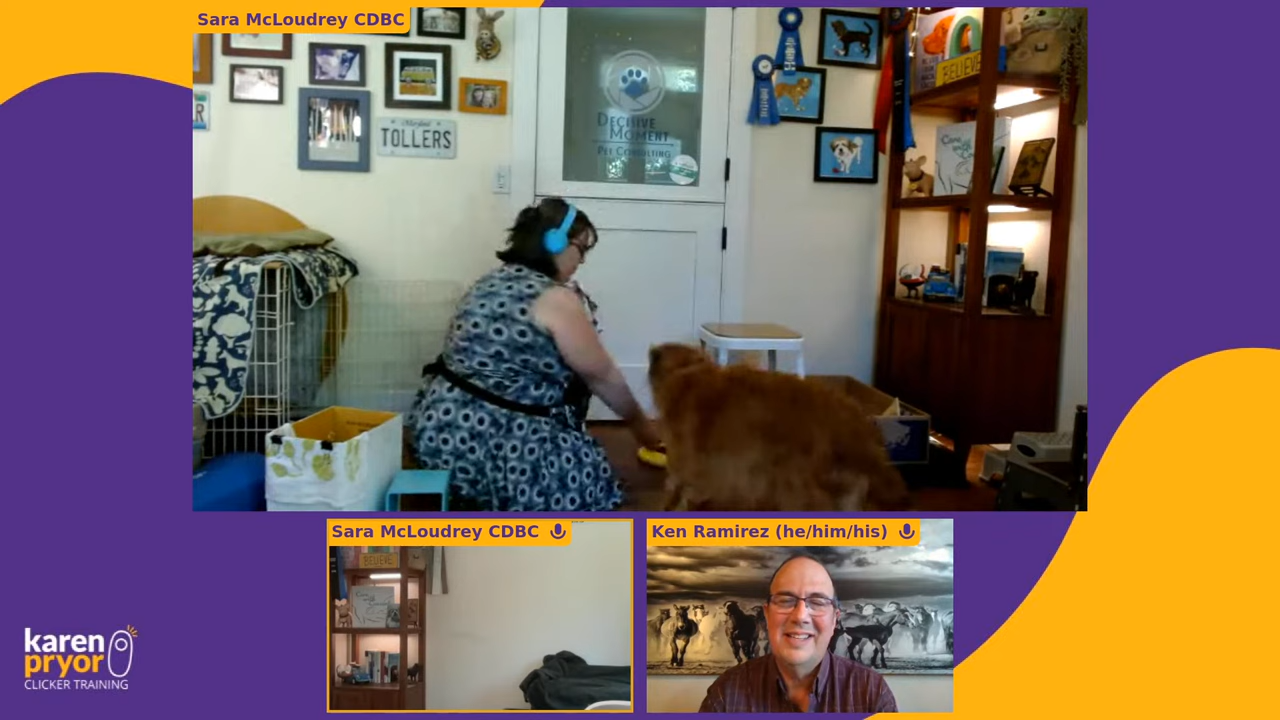 Sara McLoudrey CDBC
TOLLERS
DECISIVE
MOMENT
PET CONSULTING
BELIEVE
Sara McLoudrey CDBC
BELIEVE
Ken Ramirez (he/him/his)
karen
pryor
CLICKER TRAINING